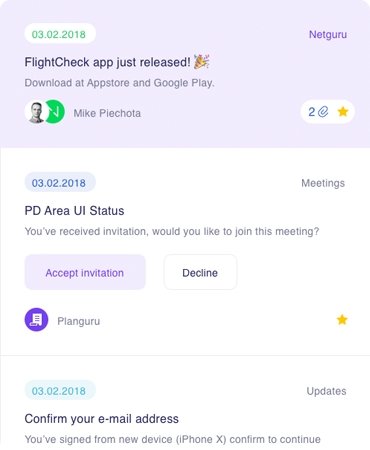 03.02.2018 Netguru
FlightCheck app just released! 🎉
Download at Appstore and Google Play.
Mike Piechota 2
03.02.2018 Meetings
PD Area UI Status
You've received invitation, would you like to join this meeting?
Accept invitation Decline
Planguru
03.02.2018 Updates
Confirm your e-mail address
You've signed from new device (iPhone X) confirm to continue